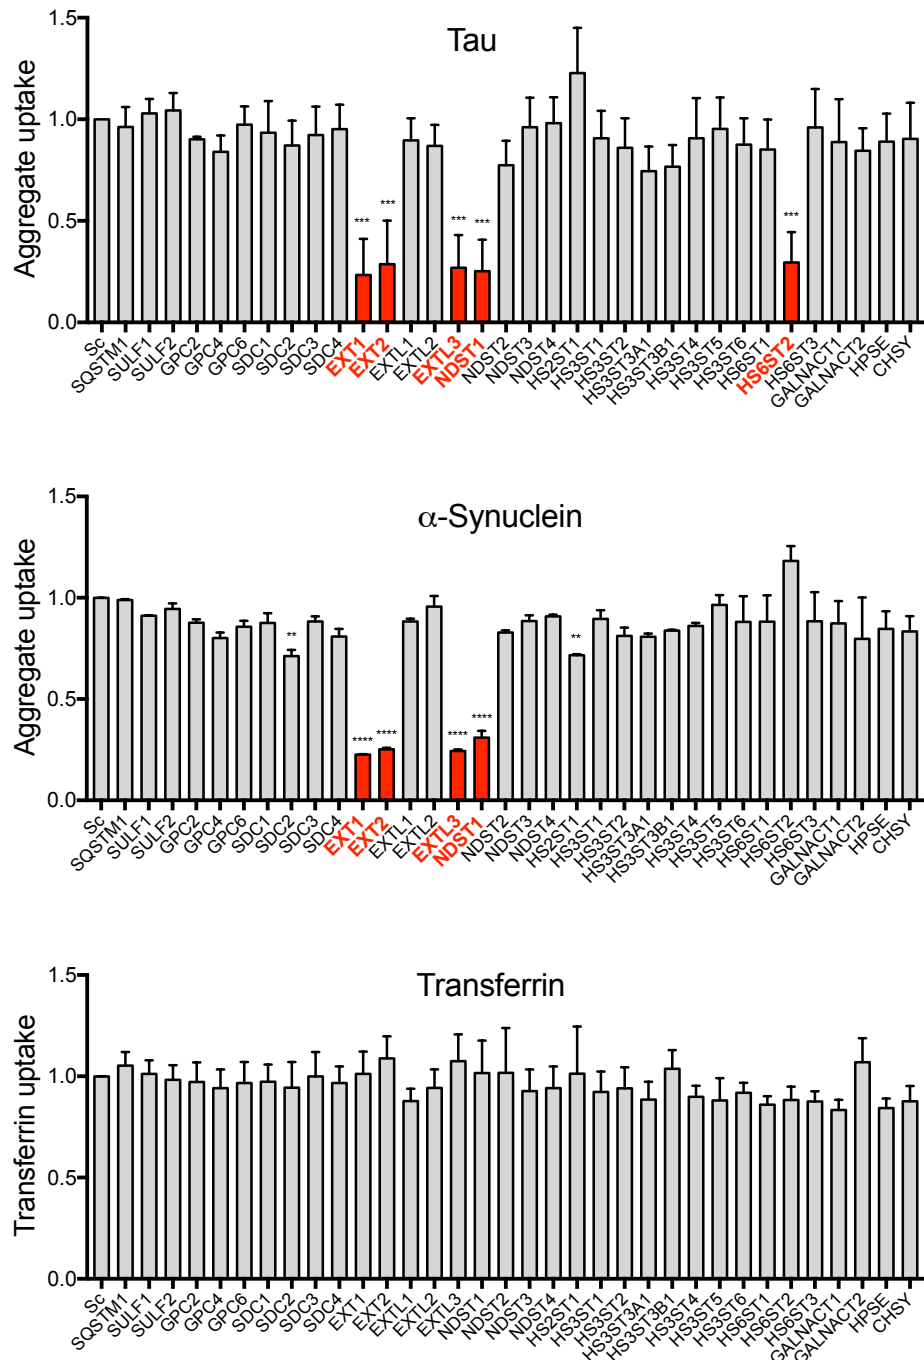 Tau
Aggregate uptake
1.5
1.0
0.5
0.0
*** *** *** *** ***
Sc SQSTM1 SULF1 SULF2 GPC2 GPC4 GPC6 SDC1 SDC2 SDC3 SDC4 EXT1 EXT2 EXTL1 EXTL2 EXTL3 NDST1 NDST2 NDST3 NDST4 HS2ST1 HS3ST1 HS3ST2 HS3ST3A1 HS3ST3B1 HS3ST4 HS3ST5 HS3ST6 HS6ST1 HS6ST2 HS6ST3 GALNACT1 GALNACT2 HPSE CHSY
α-Synuclein
Aggregate uptake
1.5
1.0
0.5
0.0
** **** **** **** **** **
Sc SQSTM1 SULF1 SULF2 GPC2 GPC4 GPC6 SDC1 SDC2 SDC3 SDC4 EXT1 EXT2 EXTL1 EXTL2 EXTL3 NDST1 NDST2 NDST3 NDST4 HS2ST1 HS3ST1 HS3ST2 HS3ST3A1 HS3ST3B1 HS3ST4 HS3ST5 HS3ST6 HS6ST1 HS6ST2 HS6ST3 GALNACT1 GALNACT2 HPSE CHSY
Transferrin
Transferrin uptake
1.5
1.0
0.5
0.0
Sc SQSTM1 SULF1 SULF2 GPC2 GPC4 GPC6 SDC1 SDC2 SDC3 SDC4 EXT1 EXT2 EXTL1 EXTL2 EXTL3 NDST1 NDST2 NDST3 NDST4 HS2ST1 HS3ST1 HS3ST2 HS3ST3A1 HS3ST3B1 HS3ST4 HS3ST5 HS3ST6 HS6ST1 HS6ST2 HS6ST3 GALNACT1 GALNACT2 HPSE CHSY